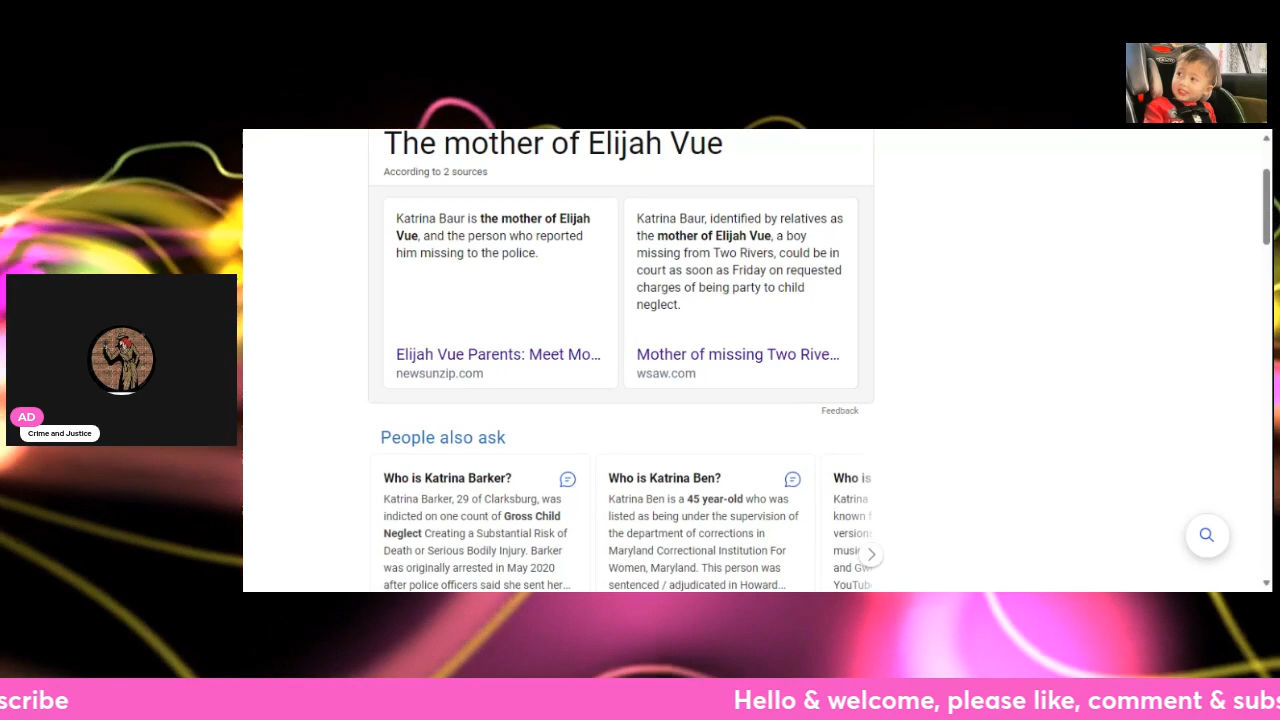 The mother of Elijah Vue
According to 2 sources
Katrina Baur is the mother of Elijah
Vue, and the person who reported
him missing to the police.
Elijah Vue Parents: Meet Mo...
newsunzip.com
Katrina Baur, identified by relatives as
the mother of Elijah Vue, a boy
missing from Two Rivers, could be in
court as soon as Friday on requested
charges of being party to child
neglect.
Mother of missing Two Rive...
wsaw.com
Feedback
People also ask
Who is Katrina Barker?
Katrina Barker, 29 of Clarksburg, was
indicted on one count of Gross Child
Neglect Creating a Substantial Risk of
Death or Serious Bodily Injury. Barker
was originally arrested in May 2020
after police officers said she sent her...
Who is Katrina Ben?
Katrina Ben is a 45 year-old who was
listed as being under the supervision of
the department of corrections in
Maryland Correctional Institution For
Women, Maryland. This person was
sentenced / adjudicated in Howard...
Who is
Katrina
known f
version
music
and Gw
YouTub
AD
Crime and Justice
scribe
Hello & welcome, please like, comment & subs